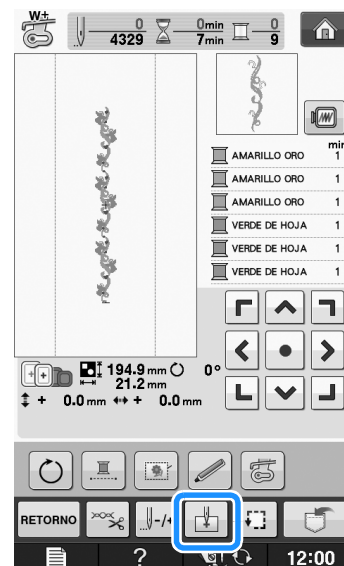 W+
0
4329
0min
7min
0
9
min
AMARILLO ORO 1
AMARILLO ORO 1
AMARILLO ORO 1
VERDE DE HOJA 1
VERDE DE HOJA 1
VERDE DE HOJA 1
194.9 mm 0°
21.2 mm
+ 0.0 mm + 0.0 mm
RETORNO -/+
? 12:00